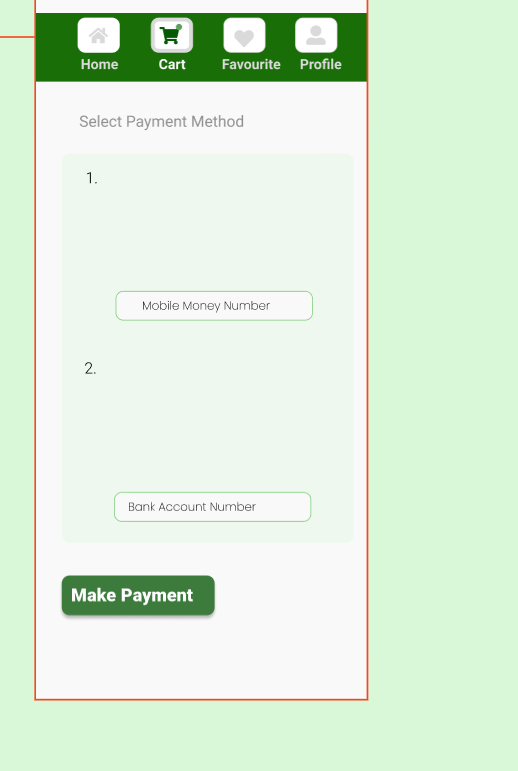 Home Cart Favourite Profile
Select Payment Method
1.
Mobile Money Number
2.
Bank Account Number
Make Payment